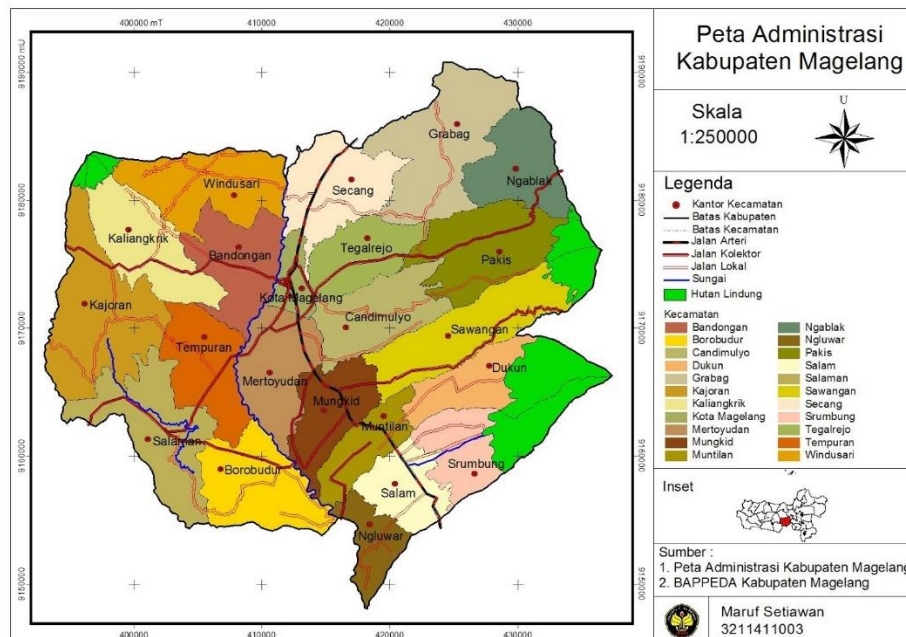 Peta Administrasi
Kabupaten Magelang
Skala
1:250000
U
Legenda
Kantor Kecamatan
Batas Kabupaten
Batas Kecamatan
Jalan Arteri
Jalan Kolektor
Jalan Lokal
Sungai
Hutan Lindung
Kecamatan
Bandongan
Borobudur
Candimulyo
Dukun
Grabag
Kajoran
Kaliangkrik
Kota Magelang
Mertoyudan
Mungkid
Muntilan
Ngablak
Ngluwar
Pakis
Salam
Salaman
Sawangan
Secang
Srumbung
Tegalrejo
Tempuran
Windusari
Inset
Sumber :
1. Peta Administrasi Kabupaten Magelang
2. BAPPEDA Kabupaten Magelang
Maruf Setiawan
3211411003
400000 mT
410000
420000
430000
9190000 mU
9180000
9170000
9160000
9150000
9190000
9180000
9170000
9160000
9150000
400000
410000
420000
430000
Grabag
Ngablak
Secang
Windusari
Kaliangkrik
Bandongan
Tegalrejo
Pakis
Kota Magelang
Kajoran
Candimulyo
Sawangan
Tempuran
Mertoyudan
Dukun
Mungkid
Muntilan
Salaman
Borobudur
Srumbung
Salam
Ngluwar